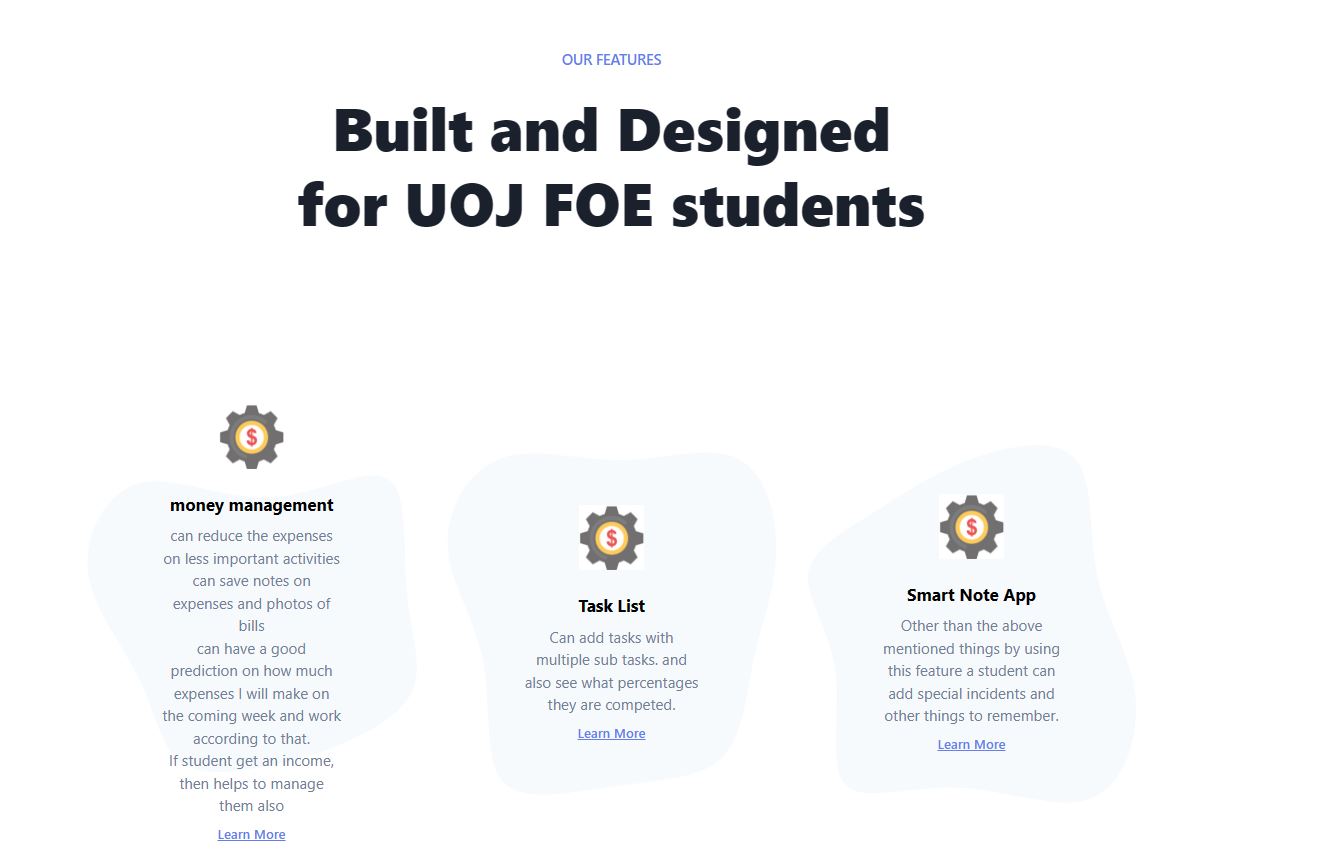 OUR FEATURES
Built and Designed
for UOJ FOE students
$
money management
can reduce the expenses
on less important activities
can save notes on
expenses and photos of
bills
can have a good
prediction on how much
expenses I will make on
the coming week and work
according to that.
If student get an income,
then helps to manage
them also
Learn More
$
Task List
Can add tasks with
multiple sub tasks. and
also see what percentages
they are competed.
Learn More
$
Smart Note App
Other than the above
mentioned things by using
this feature a student can
add special incidents and
other things to remember.
Learn More